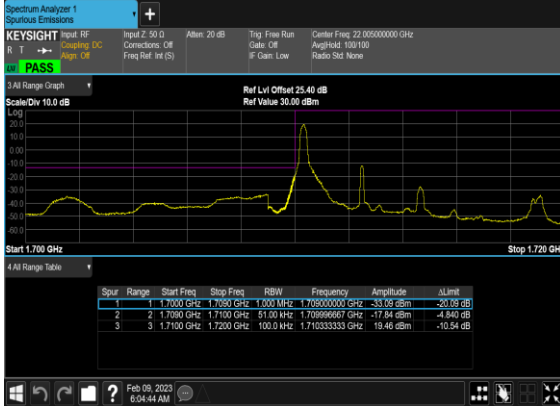 Spectrum Analyzer 1
Spurious Emissions
+
KEYSIGHT Input: RF Input Z: 50 Ω Atten: 20 dB Trig: Free Run Center Freq: 22.005000000 GHz
R T Coupling: DC Corrections: Off Gate: Off Avg|Hold: 100/100
Align: Off Freq Ref: Int (S) IF Gain: Low Radio Std: None
PASS
3 All Range Graph
Ref Lvl Offset 25.40 dB
Scale/Div 10.0 dB Ref Value 30.00 dBm
Log
20.0
10.0
0.00
-10.0
-20.0
-30.0
-40.0
-50.0
-60.0
Start 1.700 GHz Stop 1.720 GH
4 All Range Table
Spur Range Start Freq Stop Freq RBW Frequency Amplitude ΔLimit
1 1 1.7000 GHz 1.7090 GHz 1.000 MHz 1.709000000 GHz -33.09 dBm -20.09 dB
2 2 1.7090 GHz 1.7100 GHz 51.00 kHz 1.709996667 GHz -17.84 dBm -4.840 dB
3 3 1.7100 GHz 1.7200 GHz 100.0 kHz 1.710333333 GHz 19.46 dBm -10.54 dB
? Feb 09, 2023
6:04:44 AM